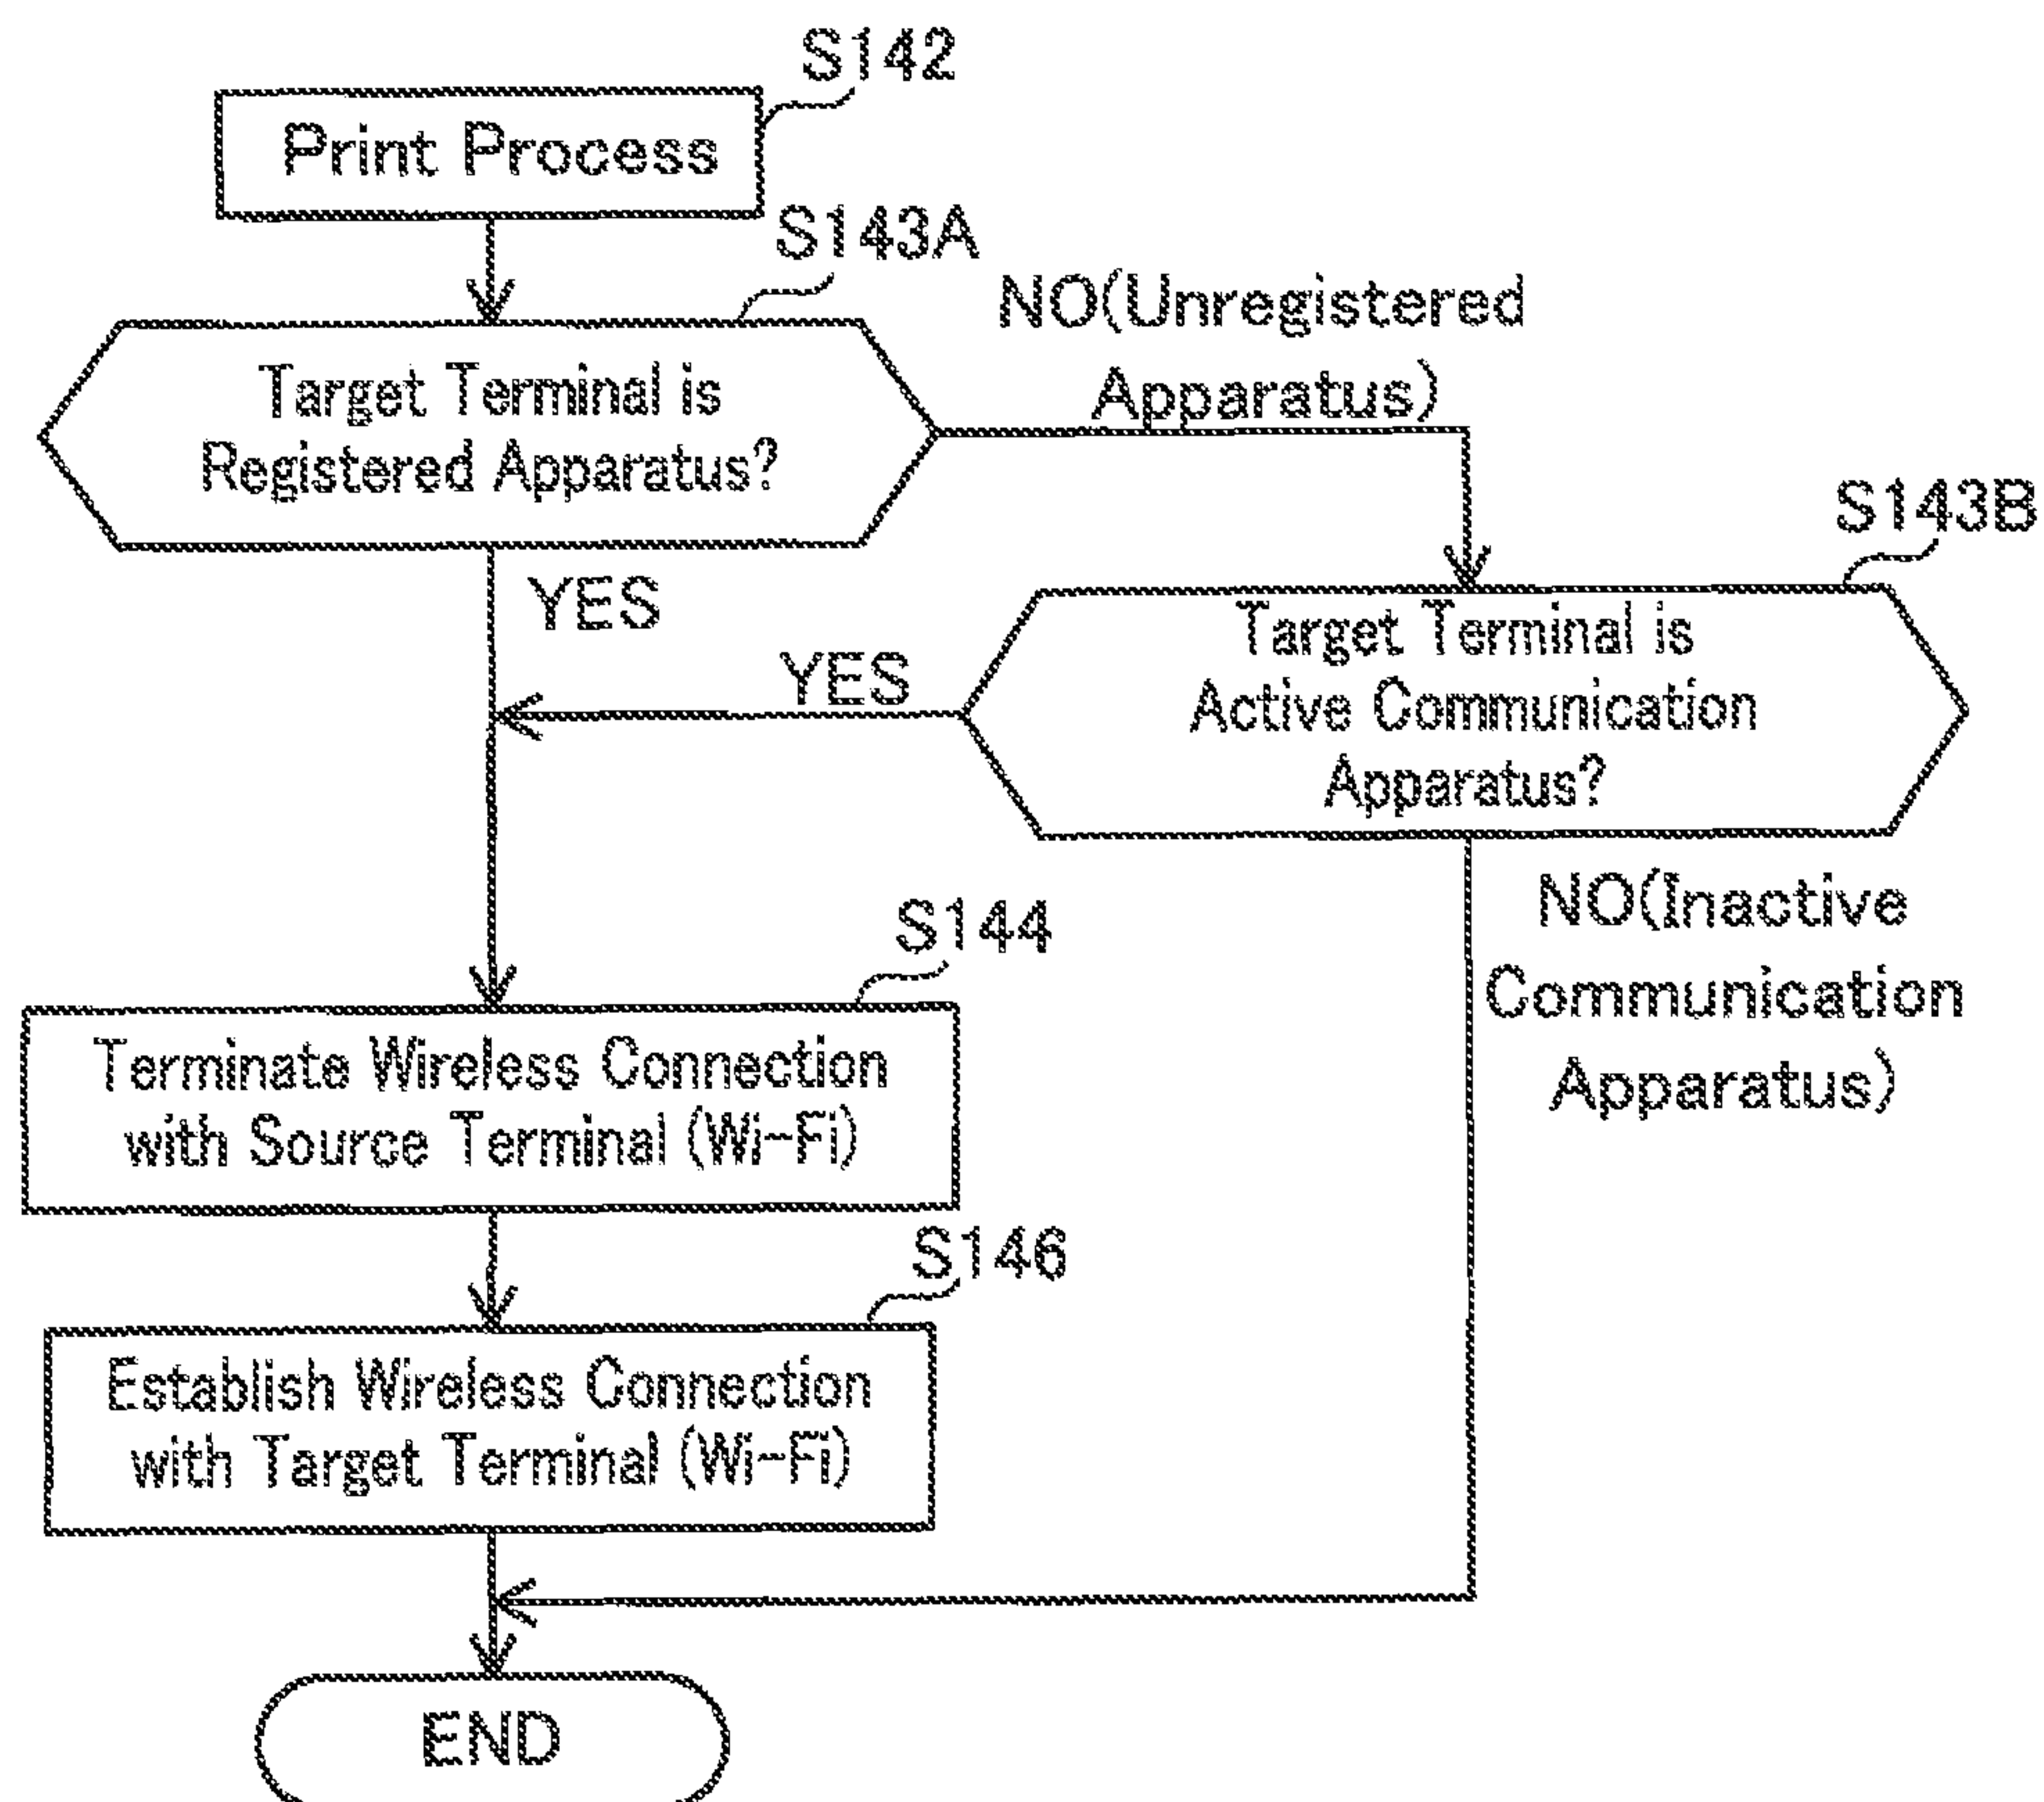 S142
Print Process
S143A
NO(Unregistered
Apparatus)
Target Terminal is
Registered Apparatus?
S143B
YES
Target Terminal is
Active Communication
Apparatus?
YES
NO(Inactive
Communication
Apparatus)
S144
Terminate Wireless Connection
with Source Terminal (Wi-Fi)
S146
Establish Wireless Connection
with Target Terminal (Wi-Fi)
END